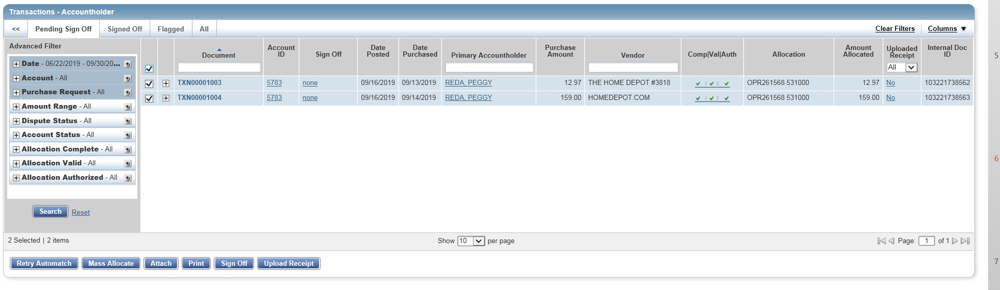 Transactions - Accountholder
<< Pending Sign Off Signed Off Flagged All Clear Filters Columns ▼
Advanced Filter
Date - 06/22/2019 - 09/30/20...
Account - All
Purchase Request - All
Amount Range - All
Dispute Status - All
Account Status - All
Allocation Complete - All
Allocation Valid - All
Allocation Authorized - All
Search Reset
Document
Account
ID
Sign Off
Date
Posted
Date
Purchased
Primary Accountholder
Purchase
Amount
Vendor
Comp|Val|Auth
Allocation
Amount
Allocated
Uploaded
Receipt
All
Internal Doc
ID
TXN00001003 5783 none 09/16/2019 09/13/2019 REDA, PEGGY 12.97 THE HOME DEPOT #3818 OPR261568 531000 12.97 No 103221738562
TXN00001004 5783 none 09/16/2019 09/14/2019 REDA, PEGGY 159.00 HOMEDEPOT.COM OPR261568 531000 159.00 No 103221738563
2 Selected | 2 items Show 10 per page Page: 1 of 1
Retry Automatch Mass Allocate Attach Print Sign Off Upload Receipt
5
6
7